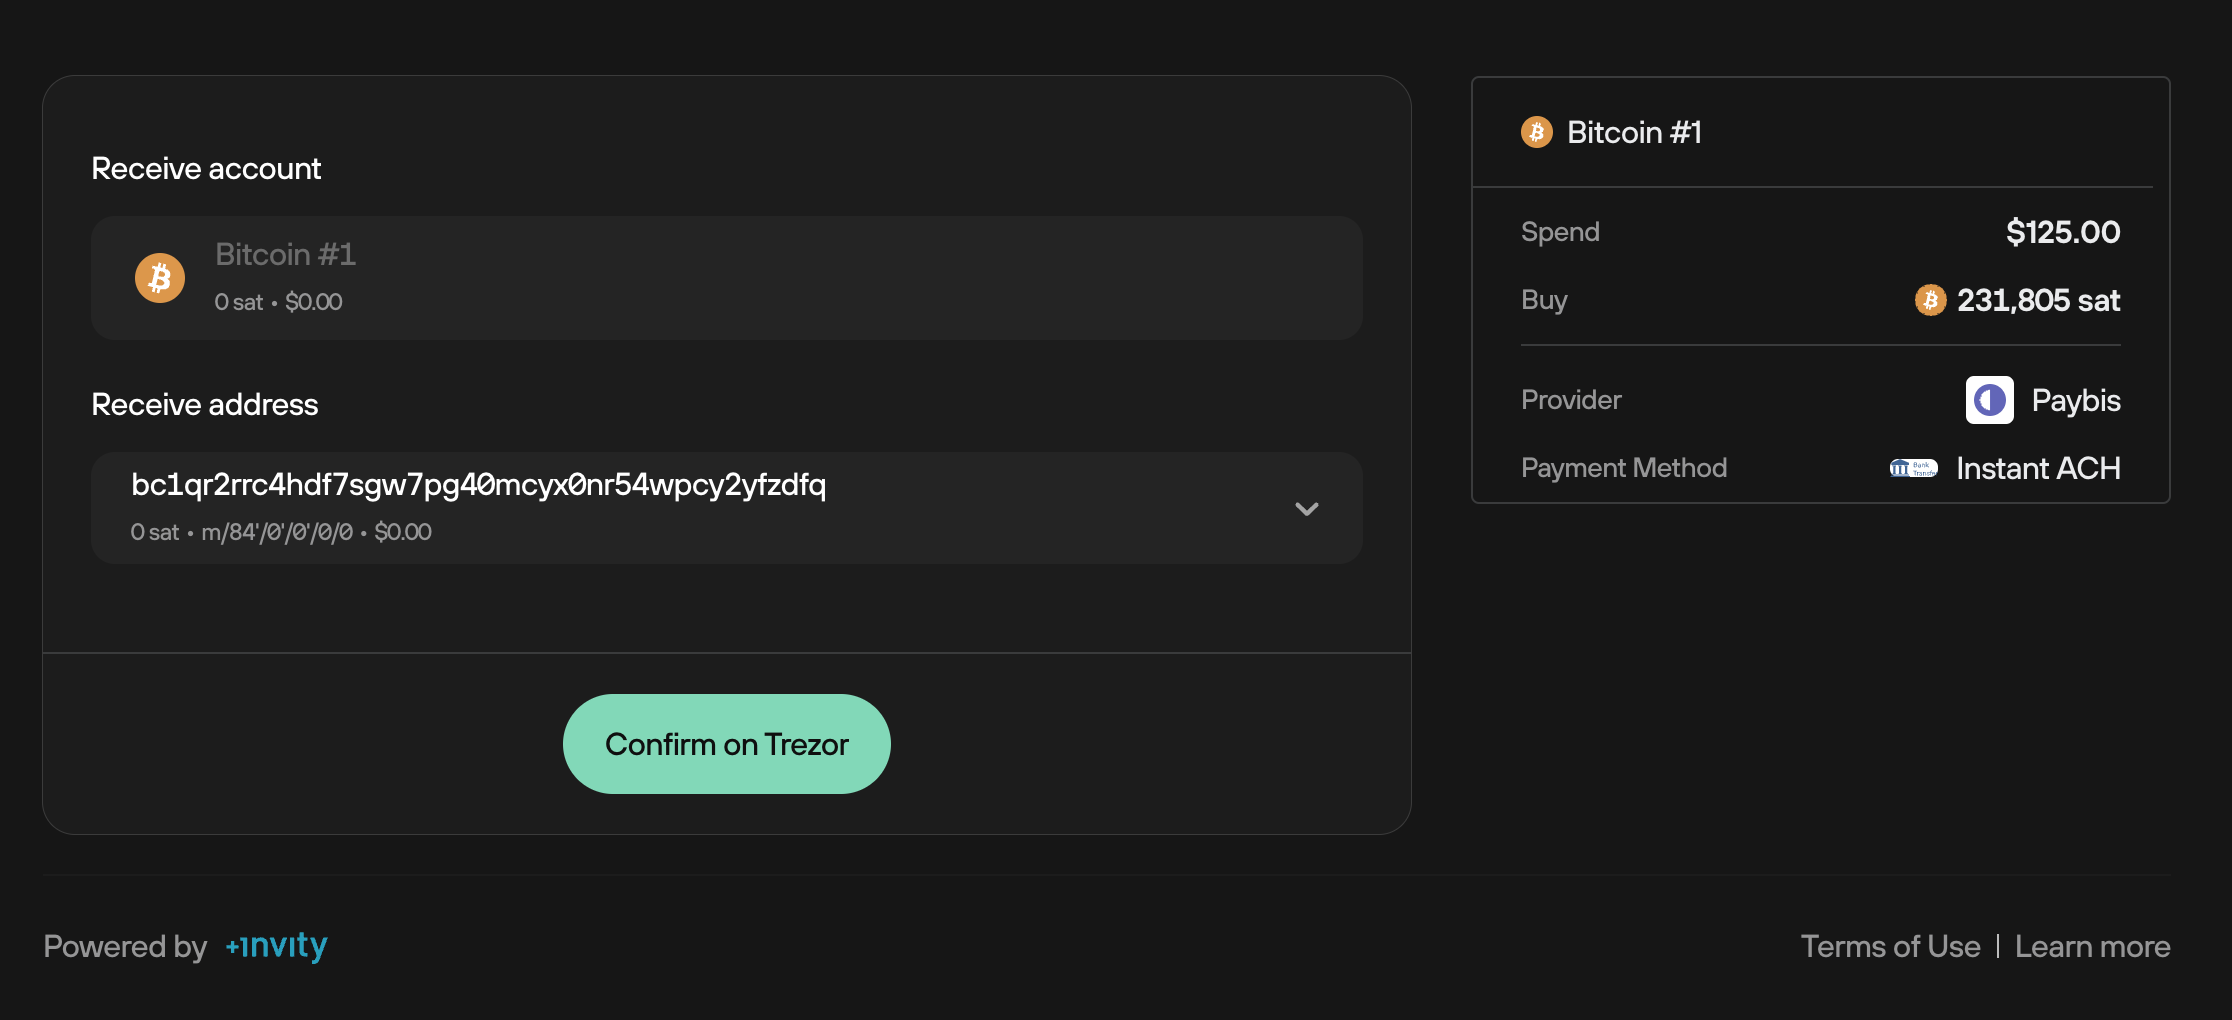 Receive account
Bitcoin #1
0 sat • $0.00
Receive address
bc1qr2rrc4hdf7sgw7pg40mcyx0nr54wpcy2yfzdfq
0 sat • m/84'/0'/0'/0/0 • $0.00
Confirm on Trezor
Bitcoin #1
Spend $125.00
Buy 231,805 sat
Provider Paybis
Payment Method Bank Transfer Instant ACH
Powered by invity
Terms of Use | Learn more